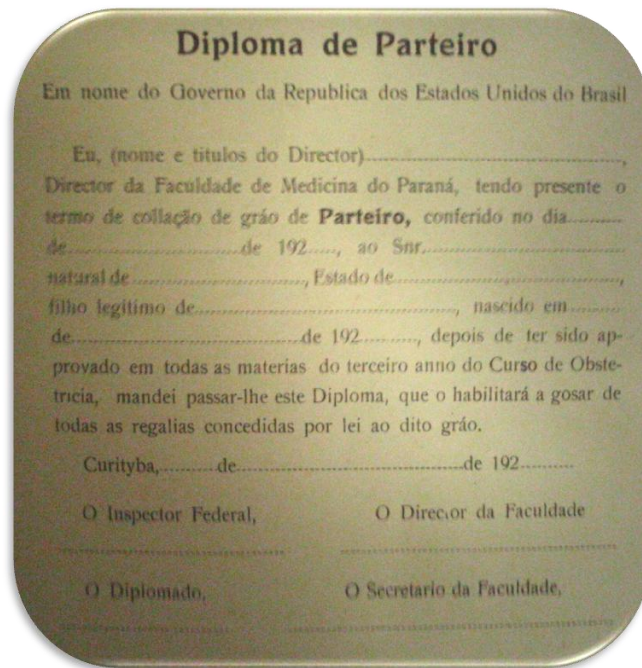 Diploma de Parteiro
Em nome do Governo da Republica dos Estados Unidos do Brasil
Eu, (nome e titulos do Director)....................................................,
Director da Faculdade de Medicina do Paraná, tendo presente o
termo de collação de gráo de Parteiro, conferido no dia..........
de..............................de 192....., ao Snr...................................
natural de .............................., Estado de.......................................,
filho legitimo de............................................, nascido em.........
de........................................de 192.........., depois de ter sido ap-
provado em todas as materias do terceiro anno do Curso de Obste-
tricia, mandei passar-lhe este Diploma, que o habilitará a gosar de
todas as regalias concedidas por lei ao dito gráo.
Curityba,..........de........................................de 192..........
O Inspector Federal, O Director da Faculdade
O Diplomado, O Secretario da Faculdade,